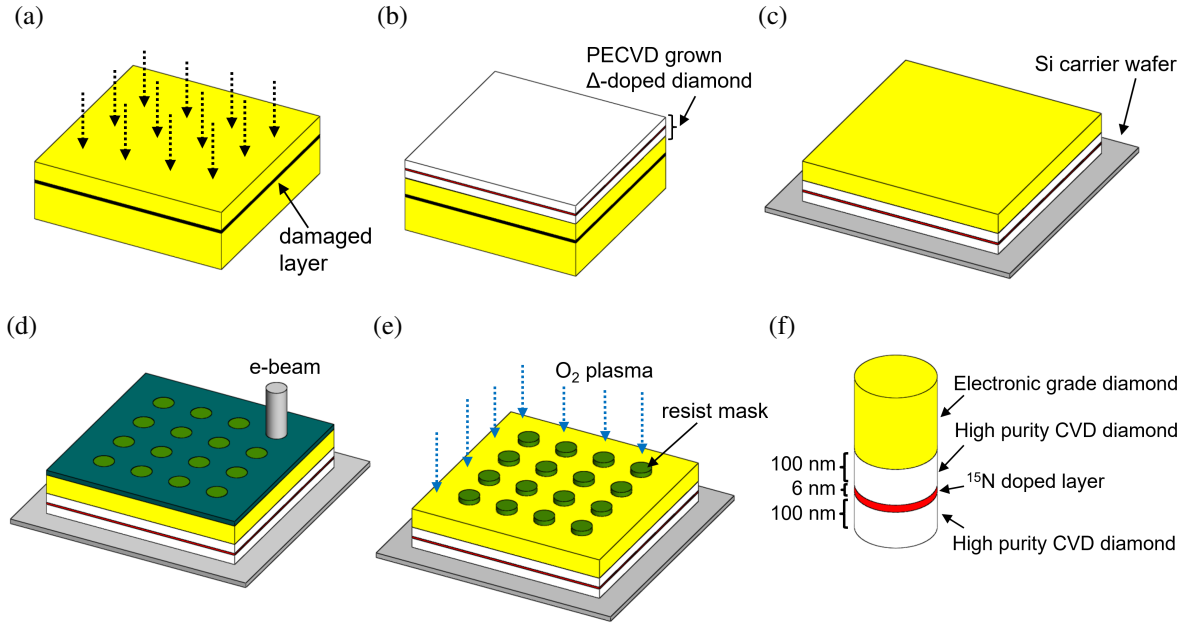 (a)
damaged
layer
(b)
PECVD grown
Δ-doped diamond
(c)
Si carrier wafer
(d)
e-beam
(e)
O₂ plasma
resist mask
(f)
Electronic grade diamond
High purity CVD diamond
100 nm
6 nm
100 nm
¹⁵N doped layer
High purity CVD diamond